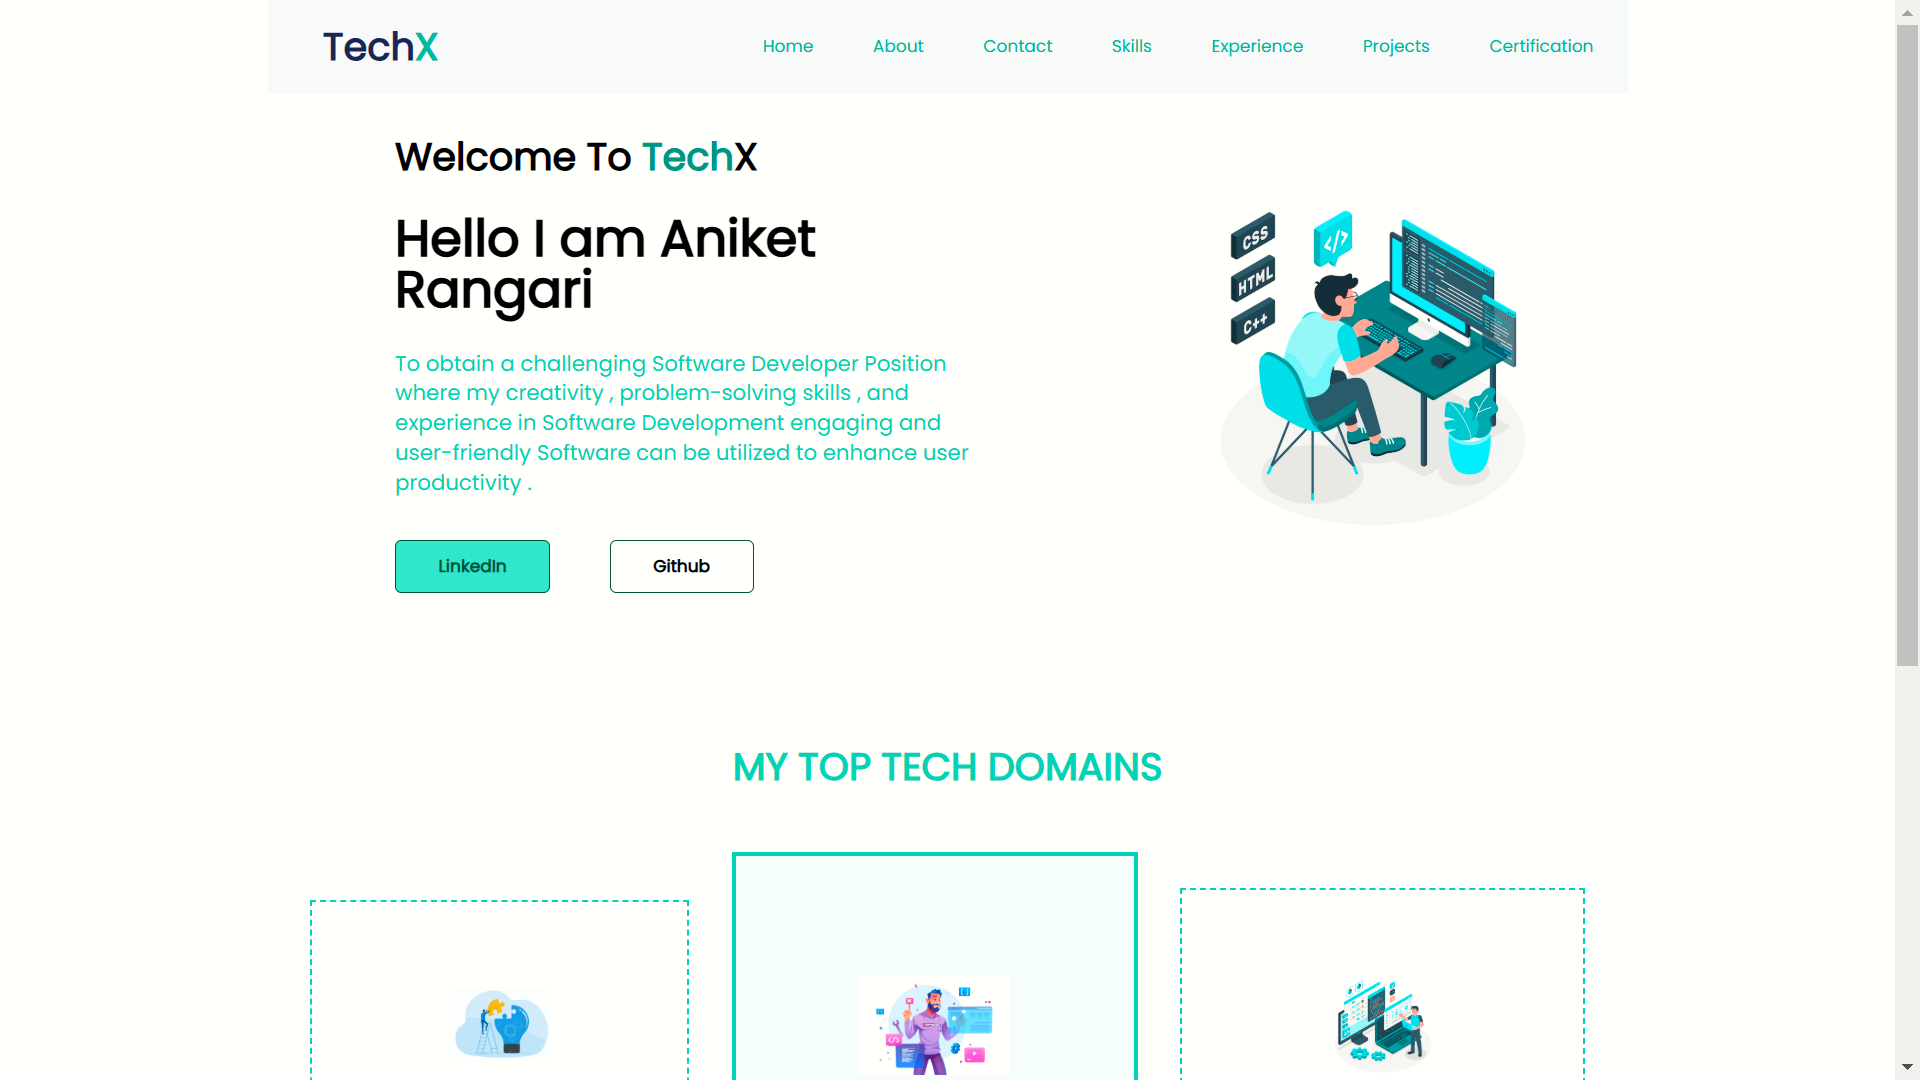 TechX
Home About Contact Skills Experience Projects Certification
Welcome To TechX
Hello I am Aniket
Rangari
To obtain a challenging Software Developer Position
where my creativity , problem-solving skills , and
experience in Software Development engaging and
user-friendly Software can be utilized to enhance user
productivity .
LinkedIn Github
CSS
</>
HTML
C++
MY TOP TECH DOMAINS